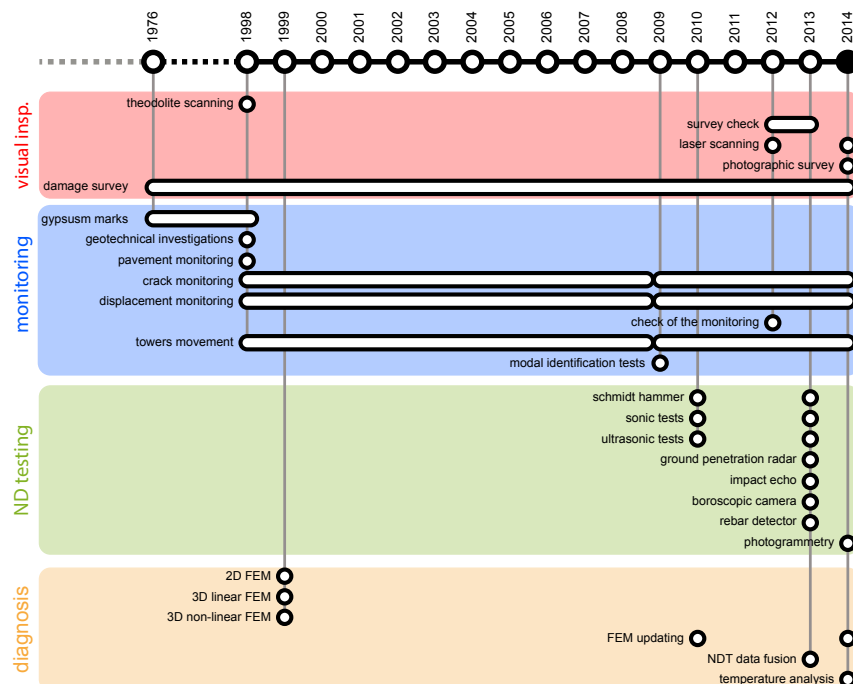 1976 1998 1999 2000 2001 2002 2003 2004 2005 2006 2007 2008 2009 2010 2011 2012 2013 2014
visual insp.
theodolite scanning
survey check
laser scanning
photographic survey
damage survey
monitoring
gypsusm marks
geotechnical investigations
pavement monitoring
crack monitoring
displacement monitoring
check of the monitoring
towers movement
modal identification tests
ND testing
schmidt hammer
sonic tests
ultrasonic tests
ground penetration radar
impact echo
boroscopic camera
rebar detector
photogrammetry
diagnosis
2D FEM
3D linear FEM
3D non-linear FEM
FEM updating
NDT data fusion
temperature analysis